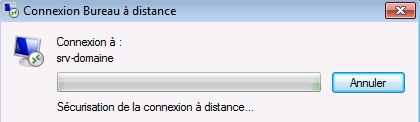 Connexion Bureau à distance
Connexion à :
srv-domaine
Annuler
Sécurisation de la connexion à distance...